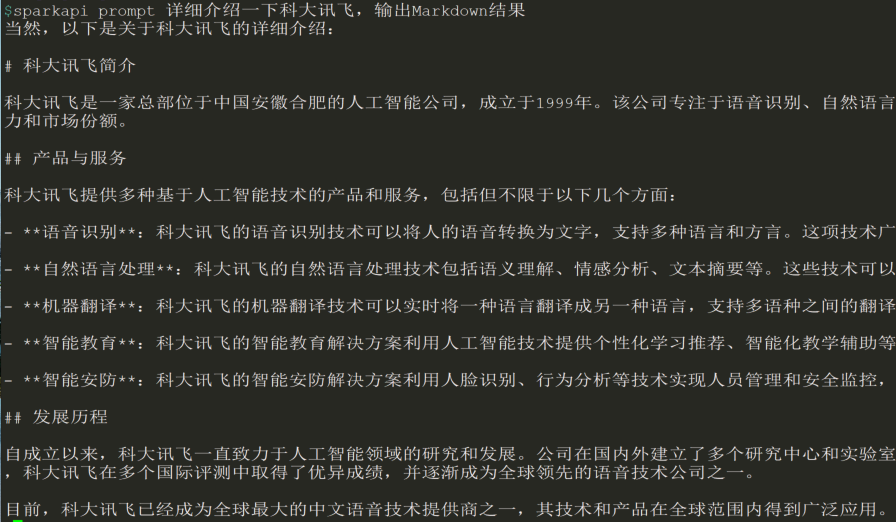 $sparkapi prompt 详细介绍一下科大讯飞，输出Markdown结果
当然，以下是关于科大讯飞的详细介绍：
# 科大讯飞简介
科大讯飞是一家总部位于中国安徽合肥的人工智能公司，成立于1999年。该公司专注于语音识别、自然语言
力和市场份额。
## 产品与服务
科大讯飞提供多种基于人工智能技术的产品和服务，包括但不限于以下几个方面：
- **语音识别**：科大讯飞的语音识别技术可以将人的语音转换为文字，支持多种语言和方言。这项技术广
- **自然语言处理**：科大讯飞的自然语言处理技术包括语义理解、情感分析、文本摘要等。这些技术可以
- **机器翻译**：科大讯飞的机器翻译技术可以实时将一种语言翻译成另一种语言，支持多语种之间的翻译
- **智能教育**：科大讯飞的智能教育解决方案利用人工智能技术提供个性化学习推荐、智能化教学辅助等
- **智能安防**：科大讯飞的智能安防解决方案利用人脸识别、行为分析等技术实现人员管理和安全监控，
## 发展历程
自成立以来，科大讯飞一直致力于人工智能领域的研究和发展。公司在国内外建立了多个研究中心和实验室
，科大讯飞在多个国际评测中取得了优异成绩，并逐渐成为全球领先的语音技术公司之一。
目前，科大讯飞已经成为全球最大的中文语音技术提供商之一，其技术和产品在全球范围内得到广泛应用。